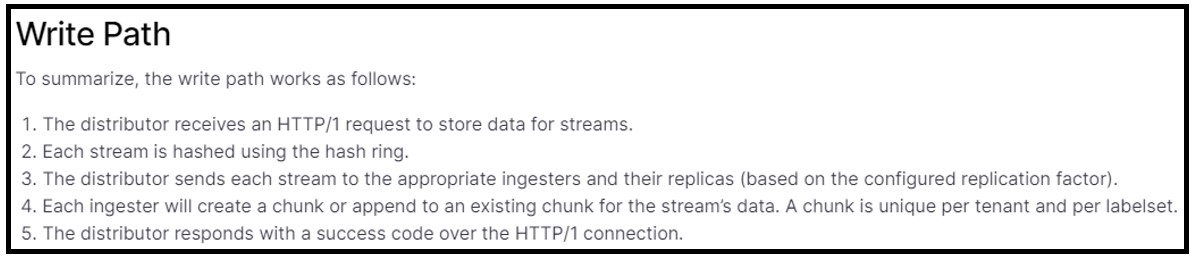 Write Path
To summarize, the write path works as follows:
1. The distributor receives an HTTP/1 request to store data for streams.
2. Each stream is hashed using the hash ring.
3. The distributor sends each stream to the appropriate ingesters and their replicas (based on the configured replication factor).
4. Each ingester will create a chunk or append to an existing chunk for the stream’s data. A chunk is unique per tenant and per labelset.
5. The distributor responds with a success code over the HTTP/1 connection.